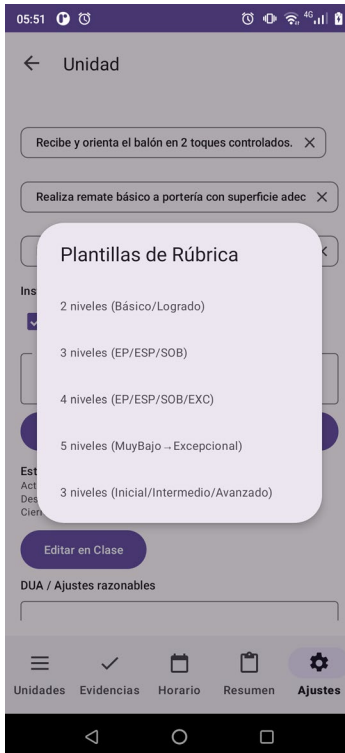 05:51
4G
Unidad
Recibe y orienta el balón en 2 toques controlados.
Realiza remate básico a portería con superficie adec
Plantillas de Rúbrica
Ins
2 niveles (Básico/Logrado)
3 niveles (EP/ESP/SOB)
4 niveles (EP/ESP/SOB/EXC)
5 niveles (MuyBajo→Excepcional)
Est
Act
Des
3 niveles (Inicial/Intermedio/Avanzado)
Cier
Editar en Clase
DUA / Ajustes razonables
Unidades Evidencias Horario Resumen Ajustes